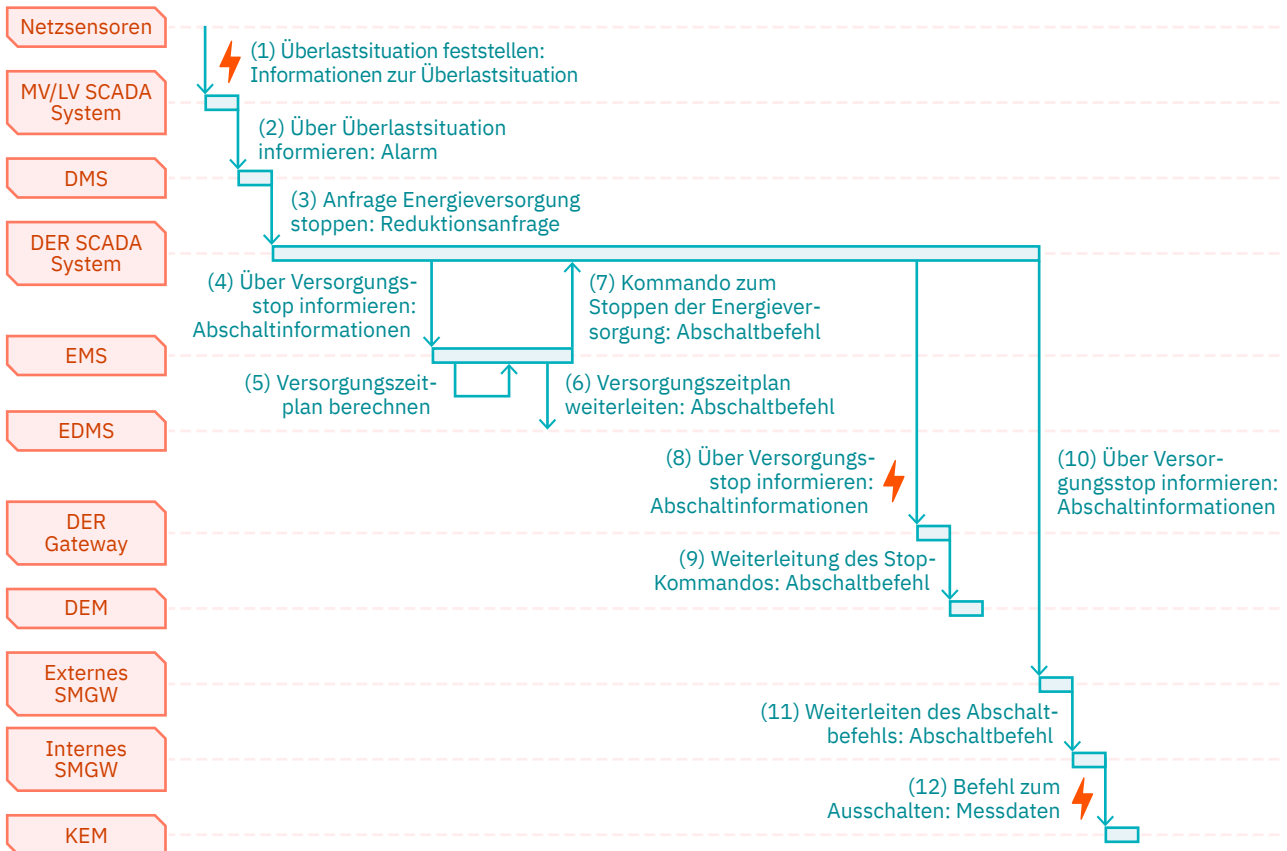 Netzsensoren
(1) Überlastsituation feststellen:
Informationen zur Überlastsituation
MV/LV SCADA
System
(2) Über Überlastsituation
informieren: Alarm
DMS
(3) Anfrage Energieversorgung
stoppen: Reduktionsanfrage
DER SCADA
System
(4) Über Versorgungs-
stop informieren:
Abschaltinformationen
(7) Kommando zum
Stoppen der Energiever-
sorgung: Abschaltbefehl
EMS
(5) Versorgungszeit-
plan berechnen
(6) Versorgungszeitplan
weiterleiten: Abschaltbefehl
EDMS
(8) Über Versorgungs-
stop informieren:
Abschaltinformationen
(10) Über Versor-
gungsstop informieren:
Abschaltinformationen
DER
Gateway
(9) Weiterleitung des Stop-
Kommandos: Abschaltbefehl
DEM
Externes
SMGW
(11) Weiterleiten des Abschalt-
befehls: Abschaltbefehl
Internes
SMGW
(12) Befehl zum
Ausschalten: Messdaten
KEM